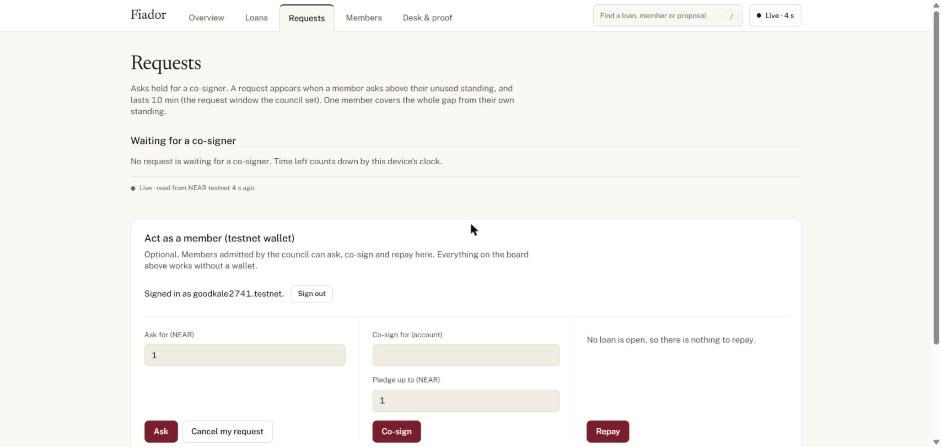 Fiador
Overview
Loans
Requests
Members
Desk & proof
Find a loan, member or proposal
/
Live · 4 s
Requests
Asks held for a co-signer. A request appears when a member asks above their unused standing, and
lasts 10 min (the request window the council set). One member covers the whole gap from their own
standing.
Waiting for a co-signer
No request is waiting for a co-signer. Time left counts down by this device's clock.
Live · read from NEAR testnet 4 s ago
Act as a member (testnet wallet)
Optional. Members admitted by the council can ask, co-sign and repay here. Everything on the board
above works without a wallet.
Signed in as goodkale2741.testnet.
Sign out
Ask for (NEAR)
1
Ask
Cancel my request
Co-sign for (account)
Pledge up to (NEAR)
1
Co-sign
No loan is open, so there is nothing to repay.
Repay